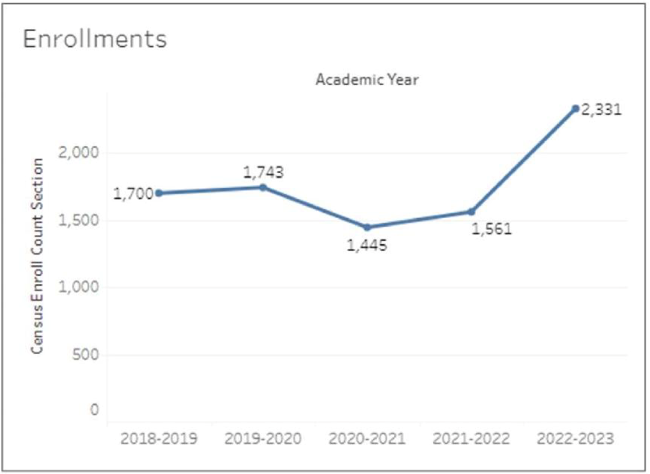 Enrollments
Academic Year
Census Enroll Count Section
2,331
2,000
1,743
1,700
1,500
1,561
1,445
1,000
500
0
2018-2019 2019-2020 2020-2021 2021-2022 2022-2023